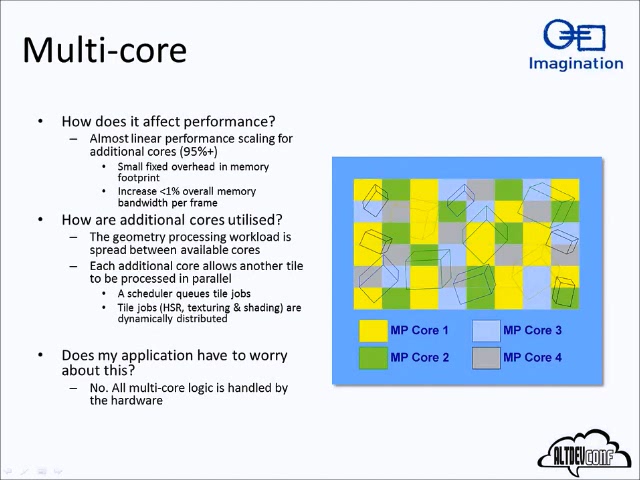 Multi-core
Imagination
• How does it affect performance?
– Almost linear performance scaling for
additional cores (95%+)
• Small fixed overhead in memory
footprint
• Increase <1% overall memory
bandwidth per frame
• How are additional cores utilised?
– The geometry processing workload is
spread between available cores
– Each additional core allows another tile
to be processed in parallel
• A scheduler queues tile jobs
• Tile jobs (HSR, texturing & shading) are
dynamically distributed
• Does my application have to worry
about this?
– No. All multi-core logic is handled by
the hardware
MP Core 1
MP Core 3
MP Core 2
MP Core 4
ALTDEVCONF